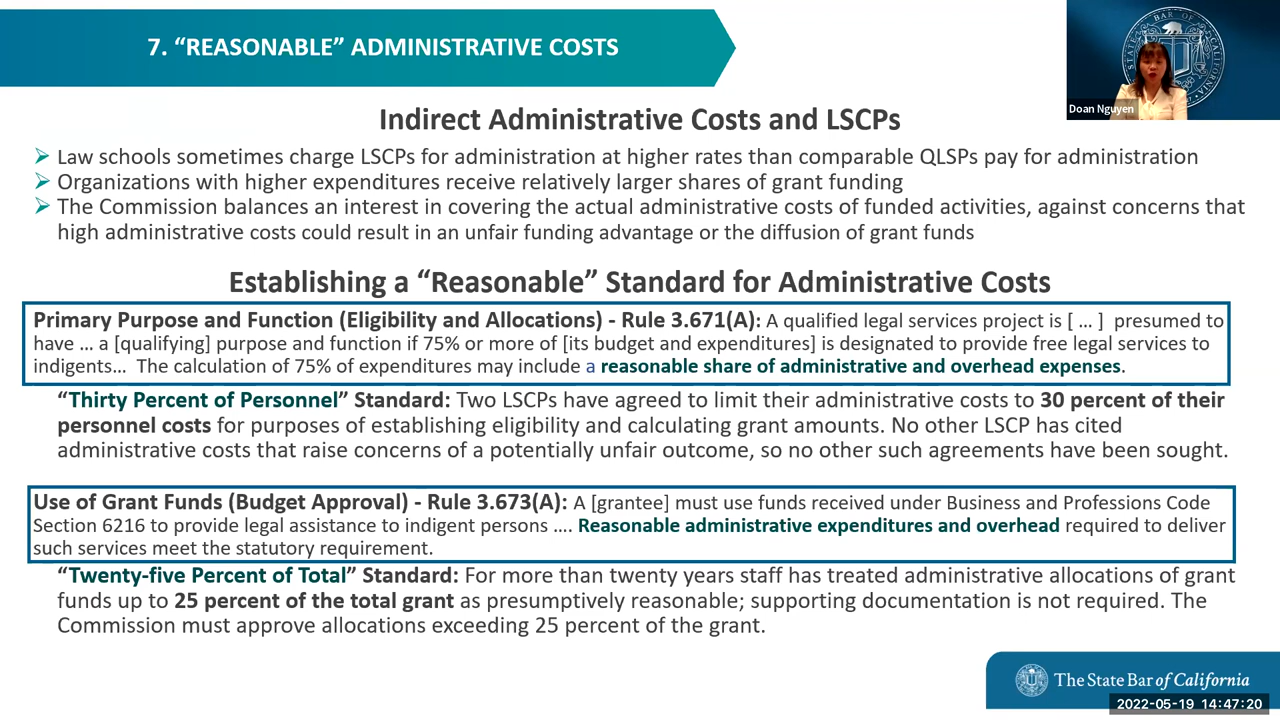 7. “REASONABLE” ADMINISTRATIVE COSTS
Doan Nguyen
Indirect Administrative Costs and LSCPs
Law schools sometimes charge LSCPs for administration at higher rates than comparable QLSPs pay for administration
Organizations with higher expenditures receive relatively larger shares of grant funding
The Commission balances an interest in covering the actual administrative costs of funded activities, against concerns that
high administrative costs could result in an unfair funding advantage or the diffusion of grant funds
Establishing a “Reasonable” Standard for Administrative Costs
Primary Purpose and Function (Eligibility and Allocations) - Rule 3.671(A): A qualified legal services project is [ … ] presumed to
have … a [qualifying] purpose and function if 75% or more of [its budget and expenditures] is designated to provide free legal services to
indigents… The calculation of 75% of expenditures may include a reasonable share of administrative and overhead expenses.
“Thirty Percent of Personnel” Standard: Two LSCPs have agreed to limit their administrative costs to 30 percent of their
personnel costs for purposes of establishing eligibility and calculating grant amounts. No other LSCP has cited
administrative costs that raise concerns of a potentially unfair outcome, so no other such agreements have been sought.
Use of Grant Funds (Budget Approval) - Rule 3.673(A): A [grantee] must use funds received under Business and Professions Code
Section 6216 to provide legal assistance to indigent persons …. Reasonable administrative expenditures and overhead required to deliver
such services meet the statutory requirement.
“Twenty-five Percent of Total” Standard: For more than twenty years staff has treated administrative allocations of grant
funds up to 25 percent of the total grant as presumptively reasonable; supporting documentation is not required. The
Commission must approve allocations exceeding 25 percent of the grant.
The State Bar of California
2022-05-19 14:47:20